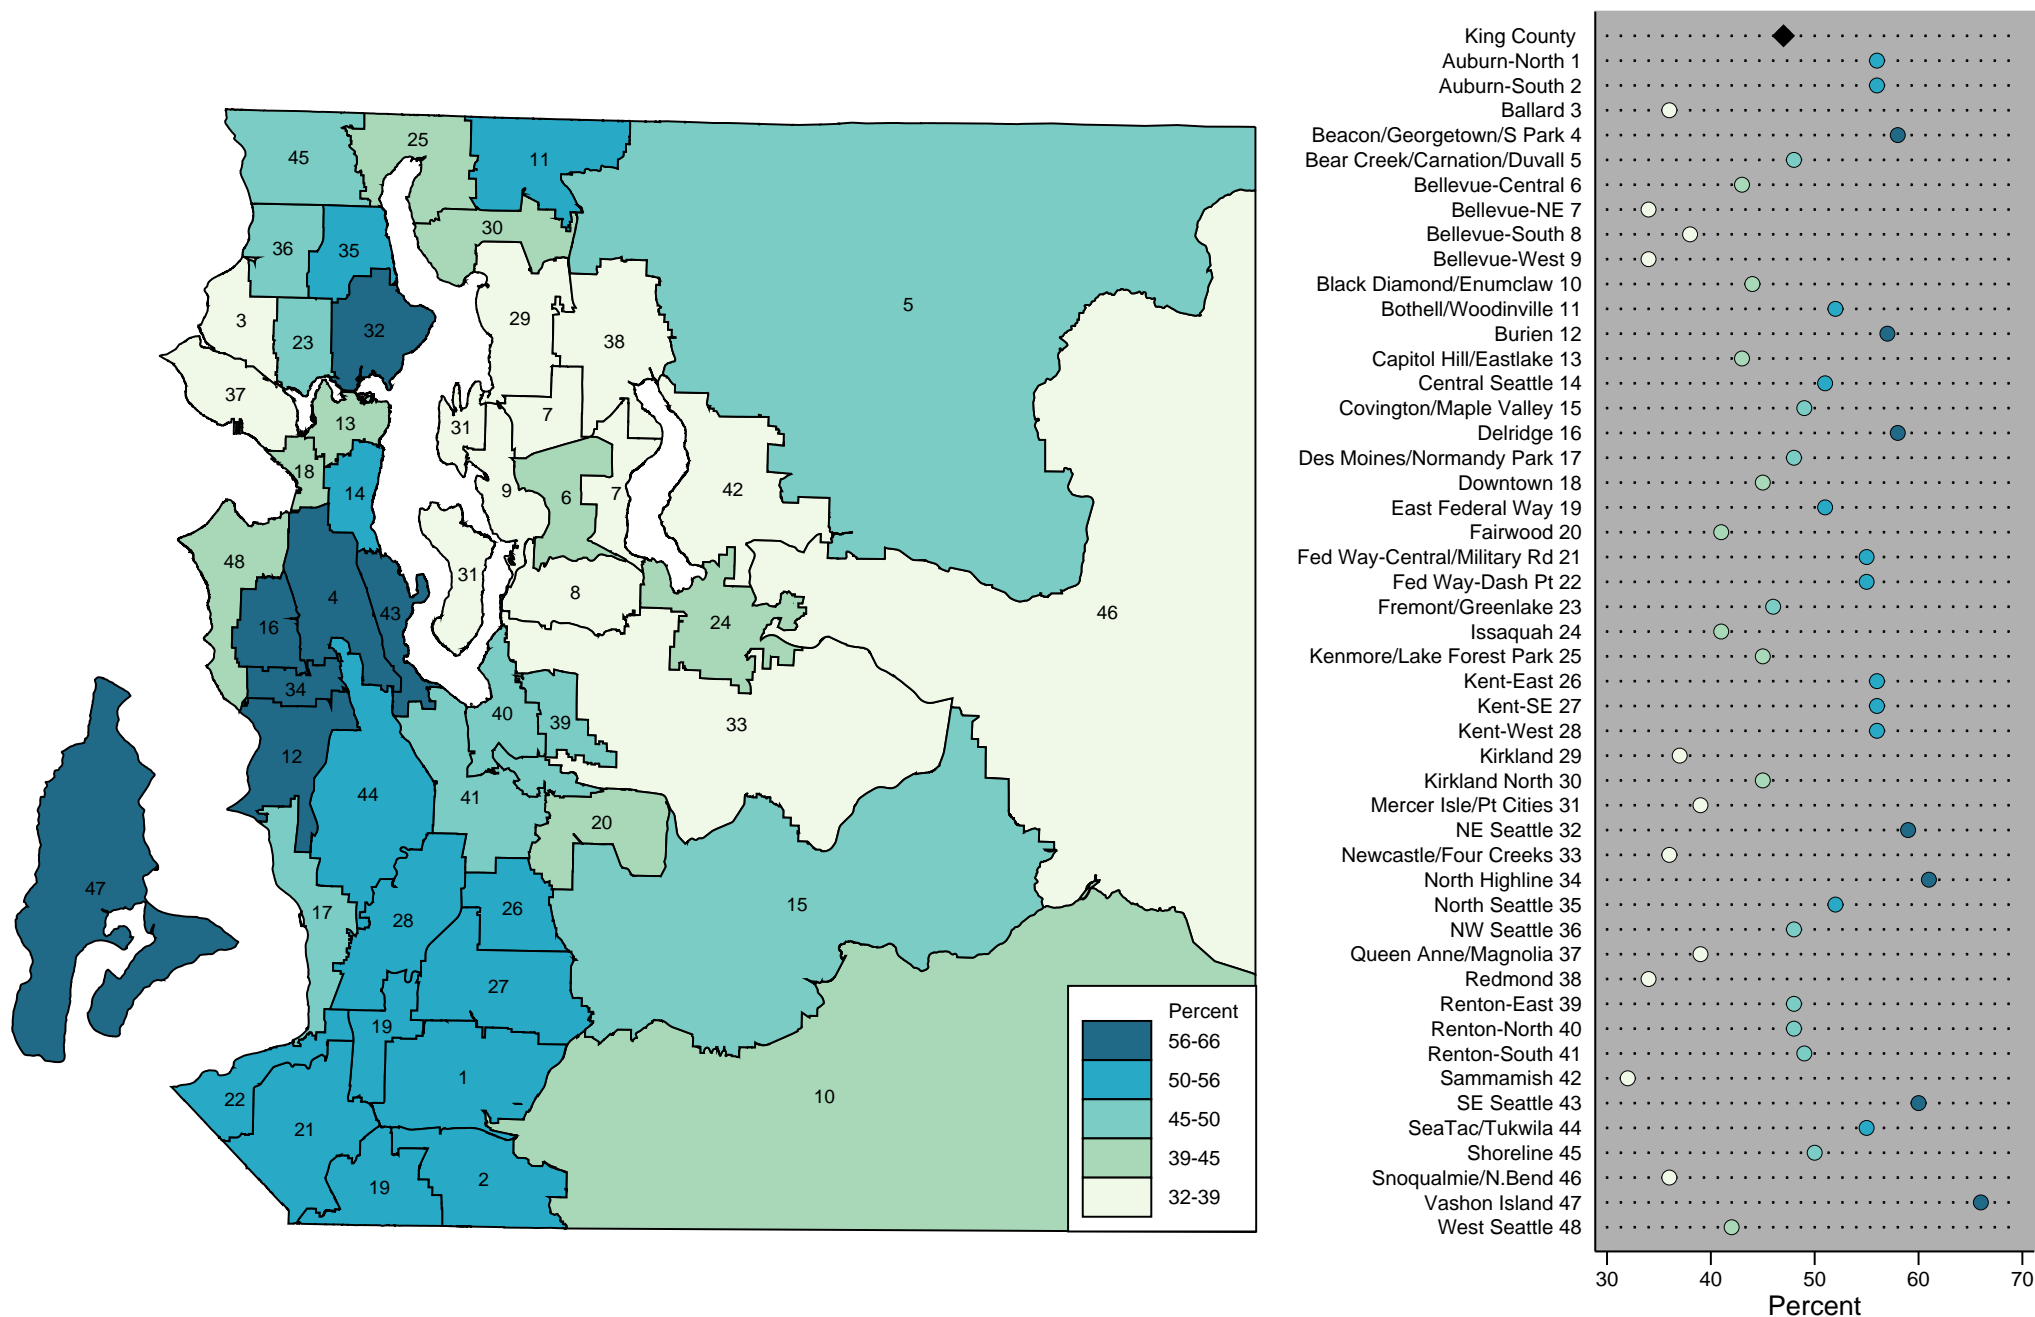 45
25
11
30
36
35
5
3
23
32
29
38
37
13
7
31
18
14
9
6
7
42
48
4
43
31
8
16
24
46
34
40
39
33
12
44
41
20
47
17
28
26
15
27
19
1
22
21
10
19
2
Percent
56-66
50-56
45-50
39-45
32-39
King County
Auburn-North 1
Auburn-South 2
Ballard 3
Beacon/Georgetown/S Park 4
Bear Creek/Carnation/Duvall 5
Bellevue-Central 6
Bellevue-NE 7
Bellevue-South 8
Bellevue-West 9
Black Diamond/Enumclaw 10
Bothell/Woodinville 11
Burien 12
Capitol Hill/Eastlake 13
Central Seattle 14
Covington/Maple Valley 15
Delridge 16
Des Moines/Normandy Park 17
Downtown 18
East Federal Way 19
Fairwood 20
Fed Way-Central/Military Rd 21
Fed Way-Dash Pt 22
Fremont/Greenlake 23
Issaquah 24
Kenmore/Lake Forest Park 25
Kent-East 26
Kent-SE 27
Kent-West 28
Kirkland 29
Kirkland North 30
Mercer Isle/Pt Cities 31
NE Seattle 32
Newcastle/Four Creeks 33
North Highline 34
North Seattle 35
NW Seattle 36
Queen Anne/Magnolia 37
Redmond 38
Renton-East 39
Renton-North 40
Renton-South 41
Sammamish 42
SE Seattle 43
SeaTac/Tukwila 44
Shoreline 45
Snoqualmie/N.Bend 46
Vashon Island 47
West Seattle 48
30 40 50 60 70
Percent